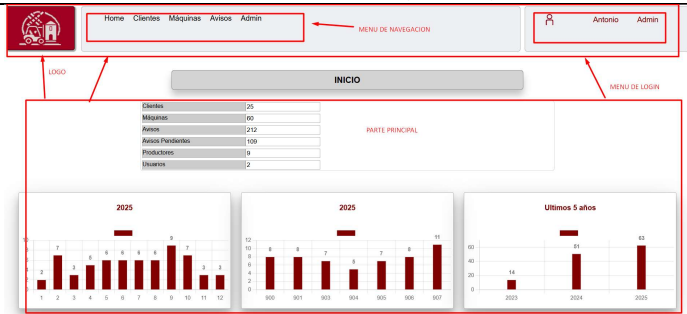 Home Clientes Máquinas Avisos Admin
Antonio Admin
MENU DE NAVEGACION
LOGO
MENU DE LOGIN
INICIO
Clientes 25
Máquinas 60
Avisos 212
Avisos Pendientes 109
Productores 9
Usuarios 2
PARTE PRINCIPAL
2025
2 7 3 5 6 6 6 6 9 7 3 3
1 2 3 4 5 6 7 8 9 10 11 12
2025
12
10
8
6
4
2
0
8 8 7 5 7 8 11
900 901 903 904 905 906 907
Ultimos 5 años
60
40
20
0
14 51 63
2023 2024 2025